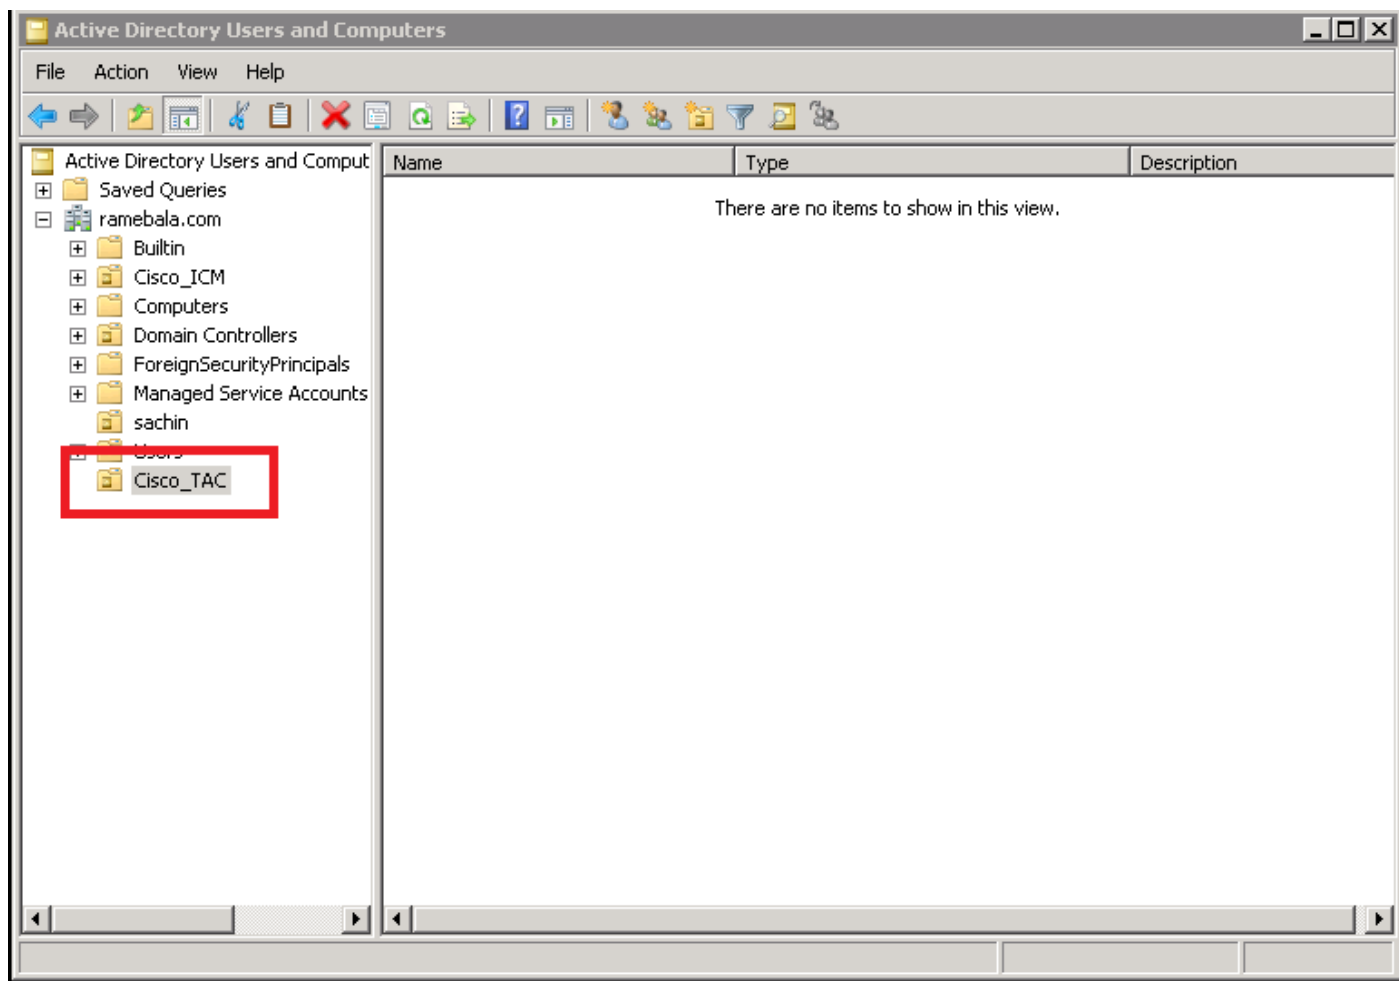 Active Directory Users and Computers
File Action View Help
Active Directory Users and Comput
Name Type Description
Saved Queries
There are no items to show in this view.
ramebala.com
Builtin
Cisco_ICM
Computers
Domain Controllers
ForeignSecurityPrincipals
Managed Service Accounts
sachin
Users
Cisco_TAC